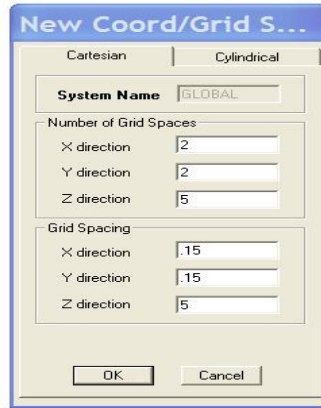 New Coord/Grid S...
Cartesian Cylindrical
System Name GLOBAL
Number of Grid Spaces
X direction 2
Y direction 2
Z direction 5
Grid Spacing
X direction .15
Y direction .15
Z direction 5
OK Cancel